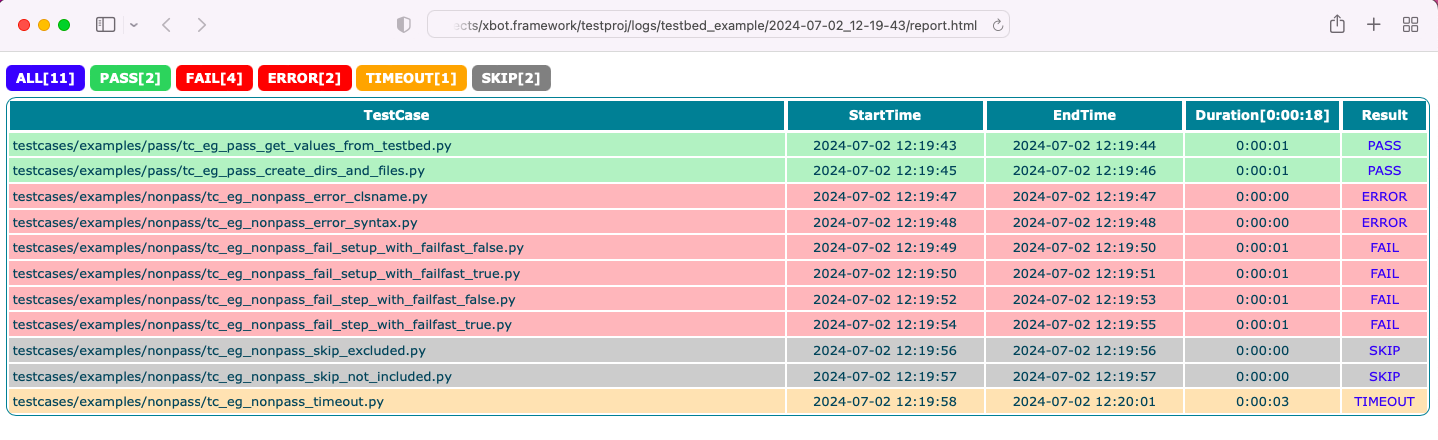 ects/xbot.framework/testproj/logs/testbed_example/2024-07-02_12-19-43/report.html
ALL[11] PASS[2] FAIL[4] ERROR[2] TIMEOUT[1] SKIP[2]
TestCase StartTime EndTime Duration[0:00:18] Result
testcases/examples/pass/tc_eg_pass_get_values_from_testbed.py 2024-07-02 12:19:43 2024-07-02 12:19:44 0:00:01 PASS
testcases/examples/pass/tc_eg_pass_create_dirs_and_files.py 2024-07-02 12:19:45 2024-07-02 12:19:46 0:00:01 PASS
testcases/examples/nonpass/tc_eg_nonpass_error_clsname.py 2024-07-02 12:19:47 2024-07-02 12:19:47 0:00:00 ERROR
testcases/examples/nonpass/tc_eg_nonpass_error_syntax.py 2024-07-02 12:19:48 2024-07-02 12:19:48 0:00:00 ERROR
testcases/examples/nonpass/tc_eg_nonpass_fail_setup_with_failfast_false.py 2024-07-02 12:19:49 2024-07-02 12:19:50 0:00:01 FAIL
testcases/examples/nonpass/tc_eg_nonpass_fail_setup_with_failfast_true.py 2024-07-02 12:19:50 2024-07-02 12:19:51 0:00:01 FAIL
testcases/examples/nonpass/tc_eg_nonpass_fail_step_with_failfast_false.py 2024-07-02 12:19:52 2024-07-02 12:19:53 0:00:01 FAIL
testcases/examples/nonpass/tc_eg_nonpass_fail_step_with_failfast_true.py 2024-07-02 12:19:54 2024-07-02 12:19:55 0:00:01 FAIL
testcases/examples/nonpass/tc_eg_nonpass_skip_excluded.py 2024-07-02 12:19:56 2024-07-02 12:19:56 0:00:00 SKIP
testcases/examples/nonpass/tc_eg_nonpass_skip_not_included.py 2024-07-02 12:19:57 2024-07-02 12:19:57 0:00:00 SKIP
testcases/examples/nonpass/tc_eg_nonpass_timeout.py 2024-07-02 12:19:58 2024-07-02 12:20:01 0:00:03 TIMEOUT